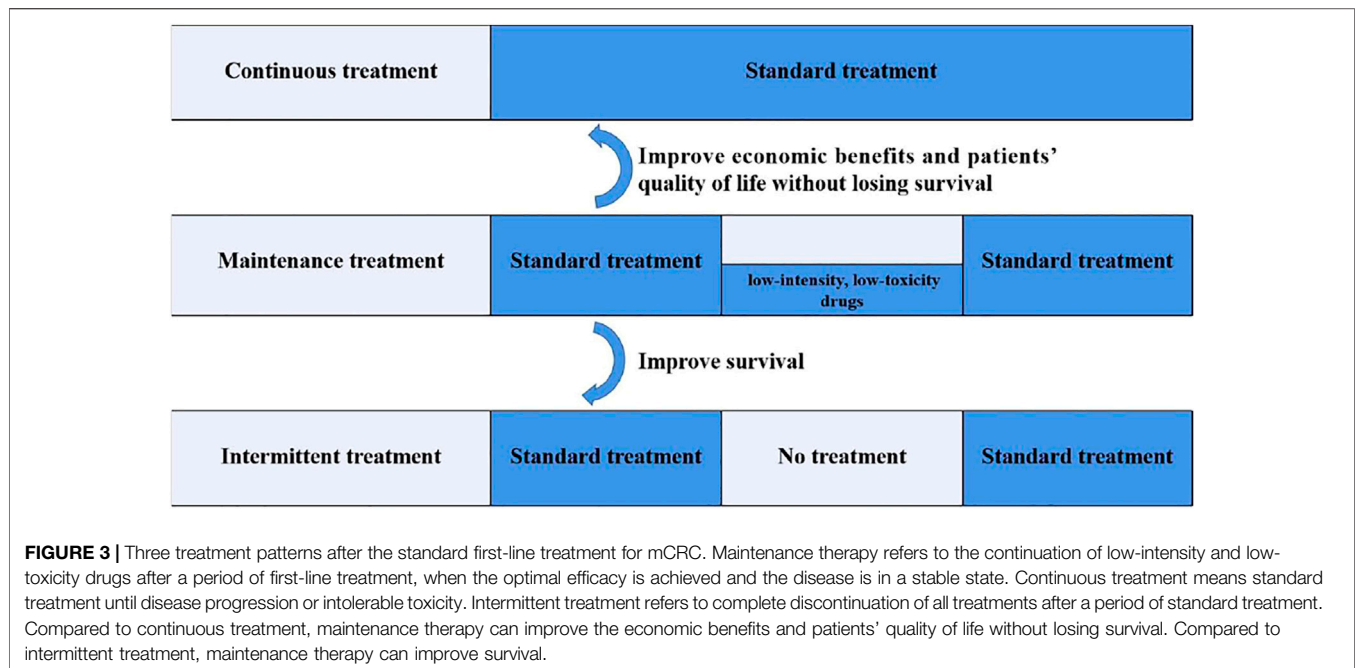 Continuous treatment
Standard treatment
Improve economic benefits and patients’
quality of life without losing survival
Maintenance treatment
Standard treatment
low-intensity, low-toxicity
drugs
Standard treatment
Improve survival
Intermittent treatment
Standard treatment
No treatment
Standard treatment
FIGURE 3 | Three treatment patterns after the standard first-line treatment for mCRC. Maintenance therapy refers to the continuation of low-intensity and low-
toxicity drugs after a period of first-line treatment, when the optimal efficacy is achieved and the disease is in a stable state. Continuous treatment means standard
treatment until disease progression or intolerable toxicity. Intermittent treatment refers to complete discontinuation of all treatments after a period of standard treatment.
Compared to continuous treatment, maintenance therapy can improve the economic benefits and patients’ quality of life without losing survival. Compared to
intermittent treatment, maintenance therapy can improve survival.